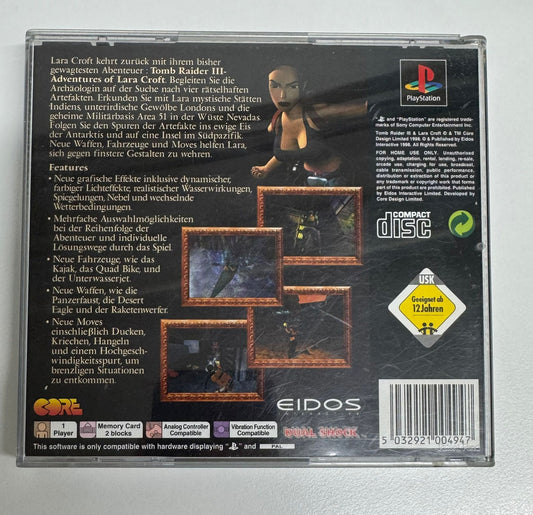 Lara Croft kehrt zurück mit ihrem bisher
gewagtesten Abenteuer : Tomb Raider III-
Adventures of Lara Croft. Begleiten Sie die
Archäologin auf der Suche nach vier rätselhaften
Artefakten. Erkunden Sie mit Lara mystische Stätten
Indiens, unterirdische Gewölbe Londons und die
geheime Militärbasis Area 51 in der Wüste Nevadas
Folgen Sie den Spuren der Artefakte ins ewige Eis
der Antarktis und auf eine Insel im Südpazifik.
Neue Waffen, Fahrzeuge und Moves helfen Lara,
sich gegen finstere Gestalten zu wehren.
Features
• Neue grafische Effekte inklusive dynamischer,
farbiger Lichteffekte, realistischer Wasserwirkungen,
Spiegelungen, Nebel und wechselnde
Wetterbedingungen.
• Mehrfache Auswahlmöglichkeiten
bei der Reihenfolge der
Abenteuer und individuelle
Lösungswege durch das Spiel.
• Neue Fahrzeuge, wie das
Kajak, das Quad Bike, und
der Unterwasserjet.
• Neue Waffen, wie die
Panzerfaust, die Desert
Eagle und der Raketenwerfer.
• Neue Moves
einschließlich Ducken,
Kriechen, Hangeln
und einem Hochgesch-
windigkeitsspurt, um
brenzligen Situationen
zu entkommen.
PlayStation
and "PlayStation" are registered trade-
marks of Sony Computer Entertainment Inc.
Tomb Raider III & Lara Croft © & TM Core
Design Limited 1998. © & Published by Eidos
Interactive 1998. All Rights Reserved.
FOR HOME USE ONLY. Unauthorised
copying, adaptation, rental, lending, re-sale,
arcade use, charging for use, broadcast,
cable transmission, public performance,
distribution or extraction of this product or
any trademark or copyright work that forms
part of this product are prohibited. Published by
Eidos Interactive Limited. Developed by
Core Design Limited.
COMPACT
disc
USK
Geeignet ab
12 Jahren
CORE
EIDOS
INTERACTIVE
1
Player
Memory Card
2 blocks
Analog Controller
Compatible
Vibration Function
Compatible
DUAL SHOCK
This software is only compatible with hardware displaying " " and PAL
5 032921 004947